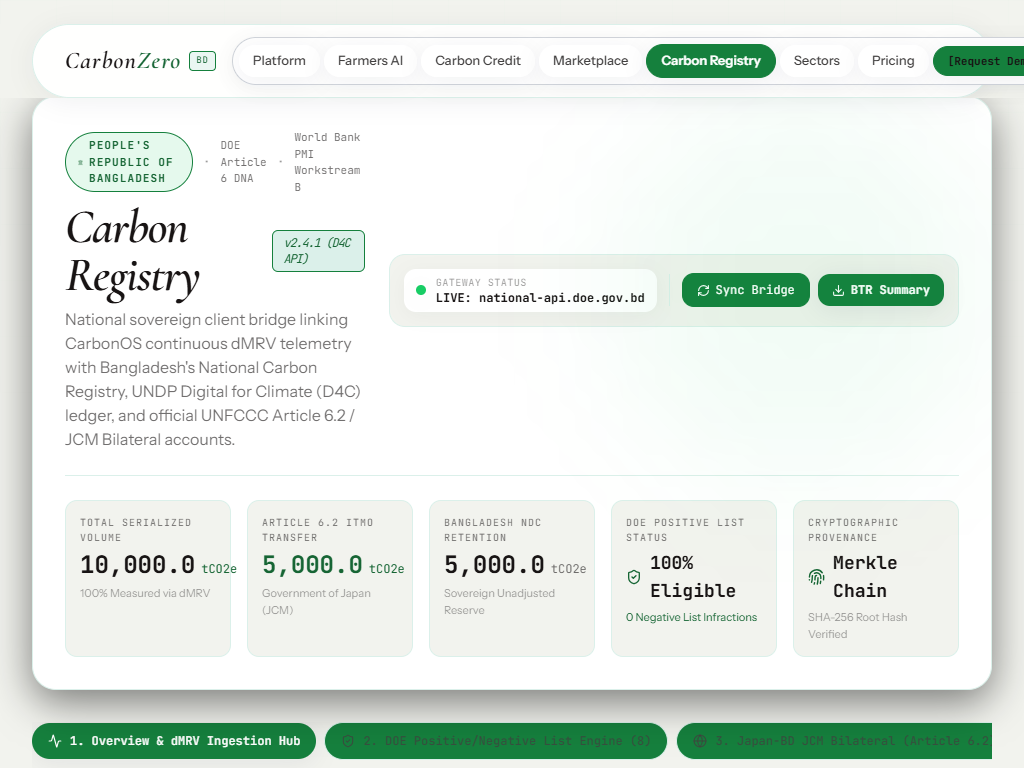 CarbonZero BD
Platform
Farmers AI
Carbon Credit
Marketplace
Carbon Registry
Sectors
Pricing
[Request Dem
PEOPLE'S
REPUBLIC OF
BANGLADESH
· DOE
Article
6 DNA
· World Bank
PMI
Workstream
B
Carbon
Registry
v2.4.1 (D4C
API)
National sovereign client bridge linking
CarbonOS continuous dMRV telemetry
with Bangladesh's National Carbon
Registry, UNDP Digital for Climate (D4C)
ledger, and official UNFCCC Article 6.2 /
JCM Bilateral accounts.
GATEWAY STATUS
LIVE: national-api.doe.gov.bd
Sync Bridge
BTR Summary
TOTAL SERIALIZED
VOLUME
10,000.0 tCO2e
100% Measured via dMRV
ARTICLE 6.2 ITMO
TRANSFER
5,000.0 tCO2e
Government of Japan
(JCM)
BANGLADESH NDC
RETENTION
5,000.0 tCO2e
Sovereign Unadjusted
Reserve
DOE POSITIVE LIST
STATUS
100%
Eligible
0 Negative List Infractions
CRYPTOGRAPHIC
PROVENANCE
Merkle
Chain
SHA-256 Root Hash
Verified
1. Overview & dMRV Ingestion Hub
2. DOE Positive/Negative List Engine (8)
3. Japan-BD JCM Bilateral (Article 6.2)